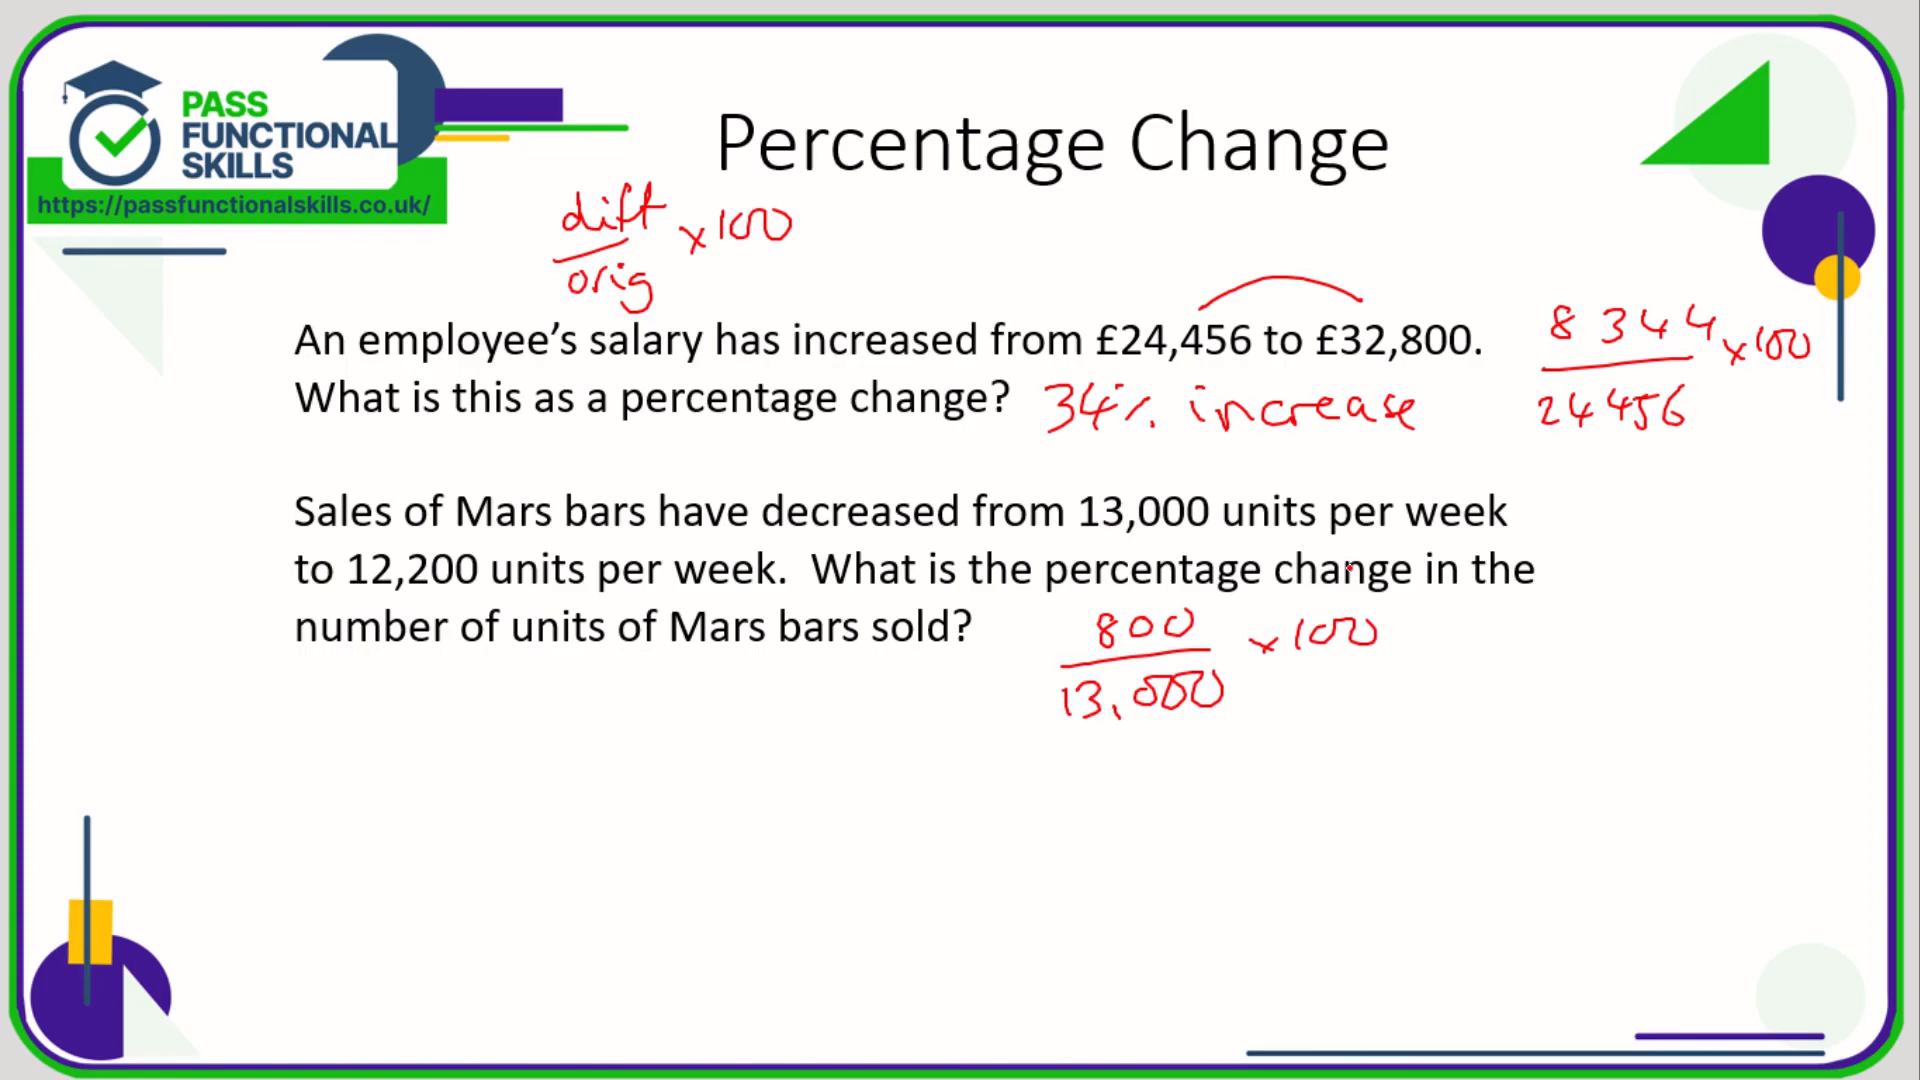 PASS
FUNCTIONAL
SKILLS
https://passfunctionalskills.co.uk/
Percentage Change
diff
orig
x100
An employee's salary has increased from £24,456 to £32,800.
What is this as a percentage change? 34% increase
8344
24456
x100
Sales of Mars bars have decreased from 13,000 units per week
to 12,200 units per week. What is the percentage change in the
number of units of Mars bars sold?
800
13,000
x100